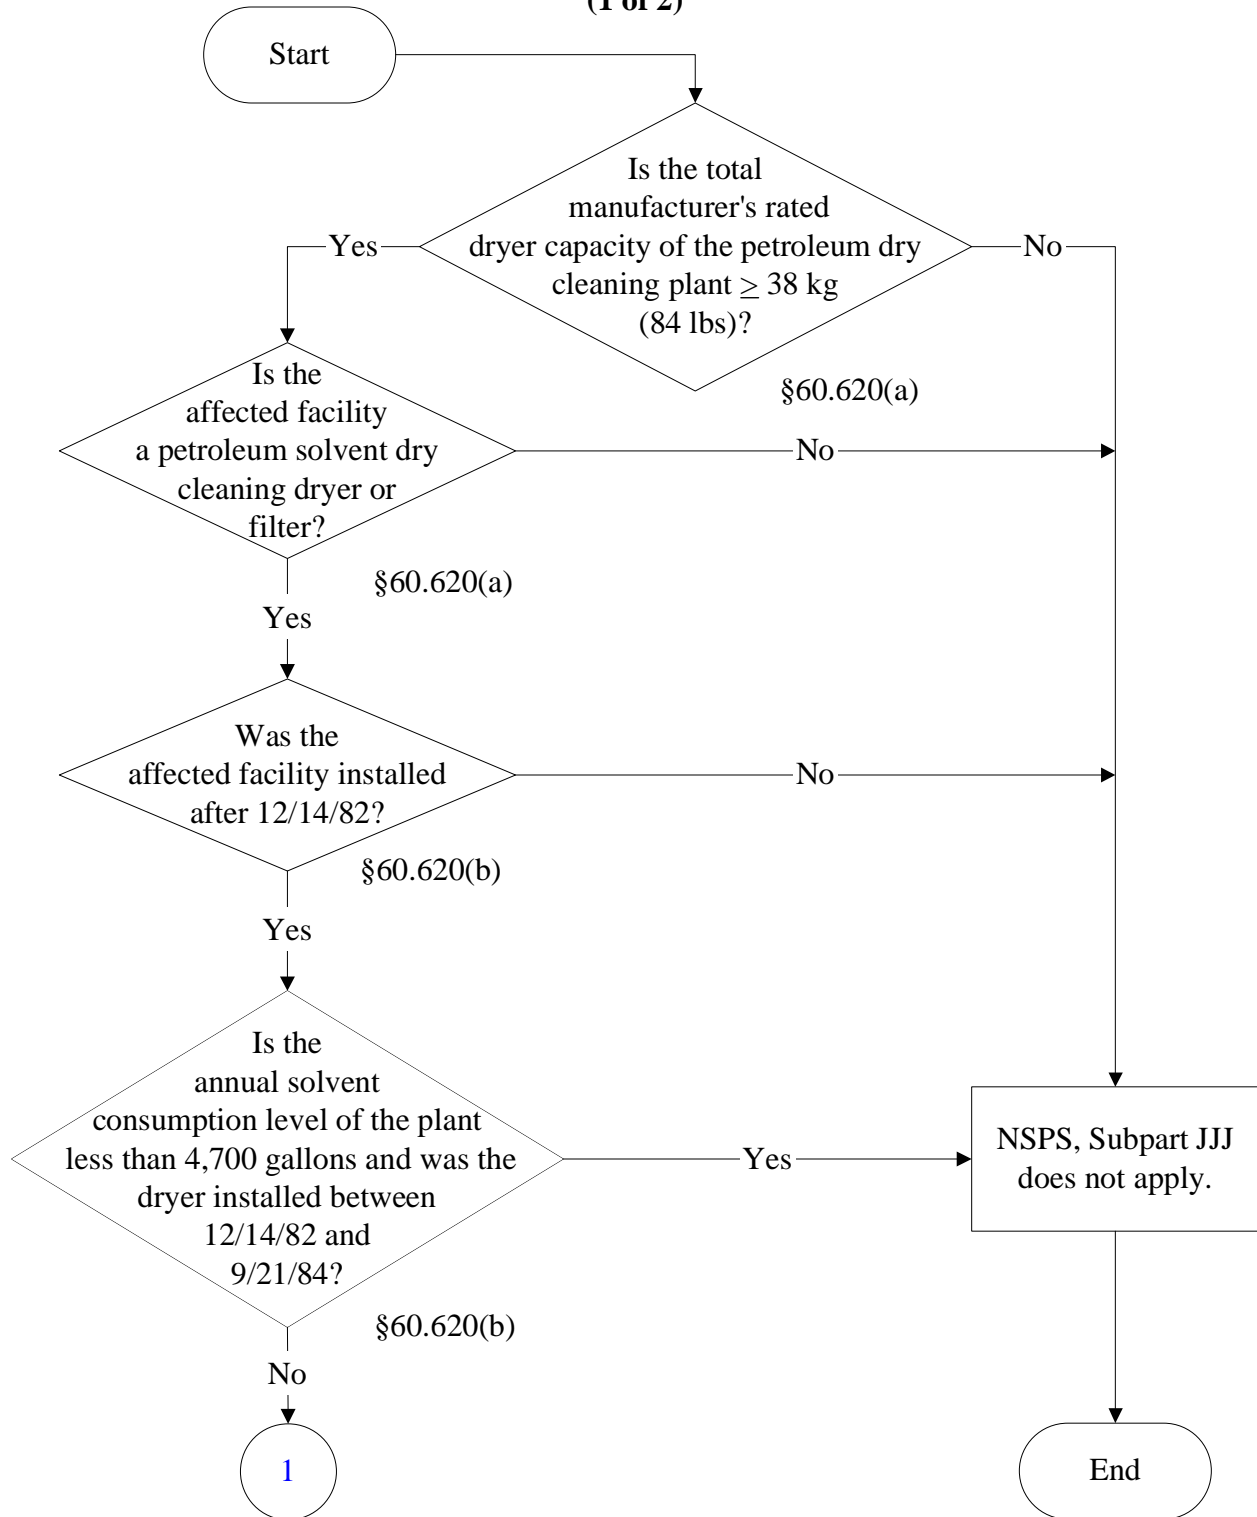 (1 of 2)
Start
Is the total
manufacturer's rated
dryer capacity of the petroleum dry
cleaning plant ≥ 38 kg
(84 lbs)?
Yes
No
§60.620(a)
Is the
affected facility
a petroleum solvent dry
cleaning dryer or
filter?
No
§60.620(a)
Yes
Was the
affected facility installed
after 12/14/82?
No
§60.620(b)
Yes
Is the
annual solvent
consumption level of the plant
less than 4,700 gallons and was the
dryer installed between
12/14/82 and
9/21/84?
Yes
NSPS, Subpart JJJ
does not apply.
§60.620(b)
No
1
End